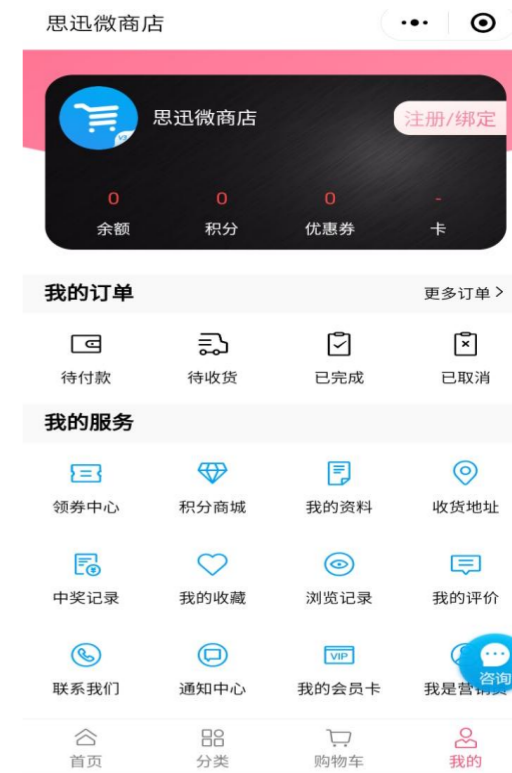 思迅微商店
思迅微商店
注册/绑定
0 0 0 -
余额 积分 优惠券 卡
我的订单 更多订单 >
待付款 待收货 已完成 已取消
我的服务
领券中心 积分商城 我的资料 收货地址
中奖记录 我的收藏 浏览记录 我的评价
VIP
咨询
联系我们 通知中心 我的会员卡 我是营销员
首页 分类 购物车 我的